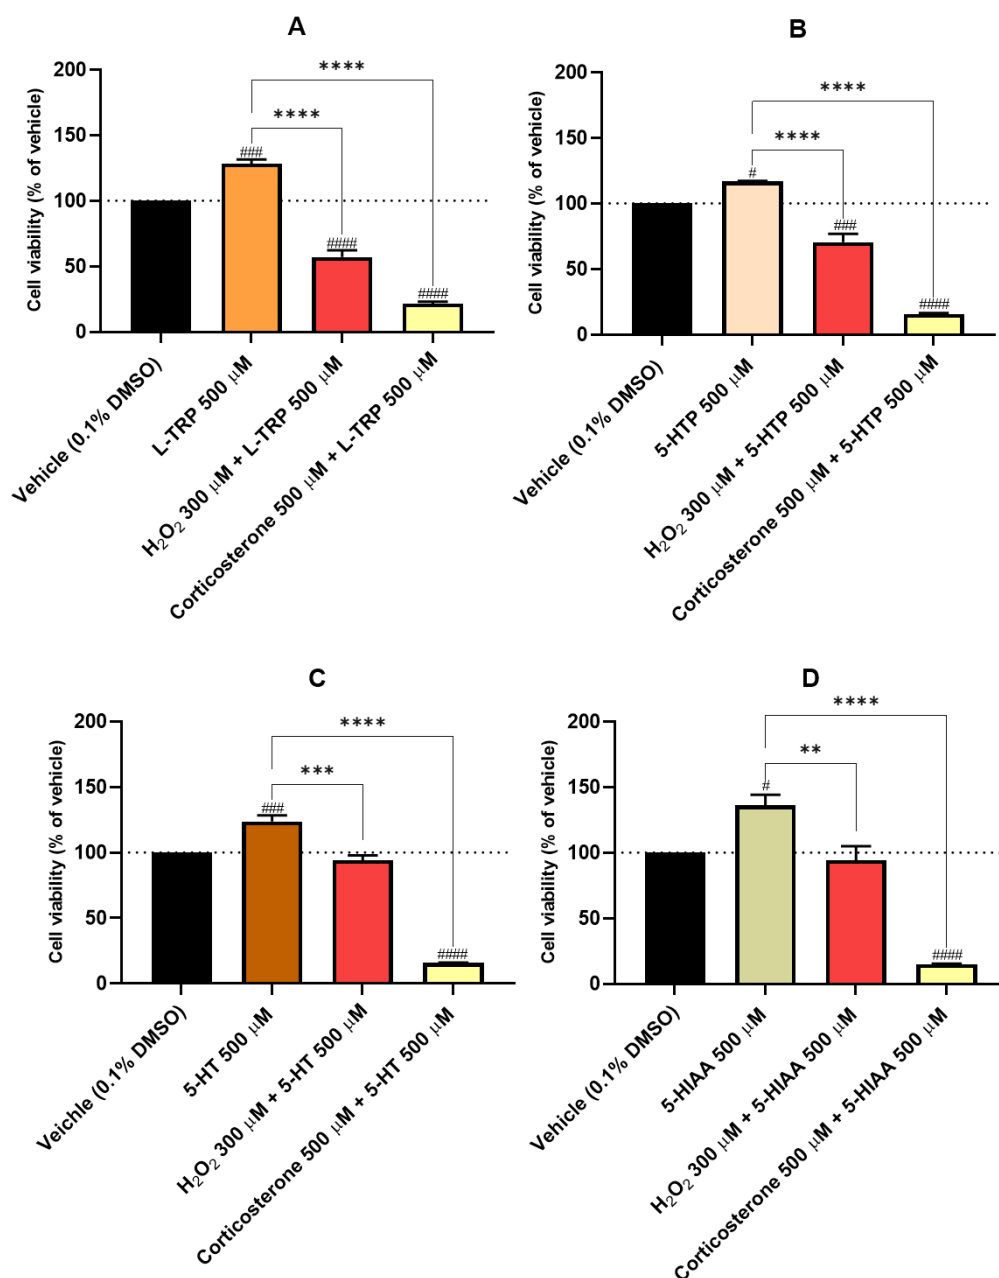 A
Cell viability (% of vehicle)
200
150
100
50
0
****
****
###
####
####
Vehicle (0.1% DMSO)
L-TRP 500 μM
H₂O₂ 300 μM + L-TRP 500 μM
Corticosterone 500 μM + L-TRP 500 μM
B
Cell viability (% of vehicle)
200
150
100
50
0
****
****
#
###
####
Vehicle (0.1% DMSO)
5-HTP 500 μM
H₂O₂ 300 μM + 5-HTP 500 μM
Corticosterone 500 μM + 5-HTP 500 μM
C
Cell viability (% of vehicle)
200
150
100
50
0
****
***
###
####
Veichle (0.1% DMSO)
5-HT 500 μM
H₂O₂ 300 μM + 5-HT 500 μM
Corticosterone 500 μM + 5-HT 500 μM
D
Cell viability (% of vehicle)
200
150
100
50
0
****
**
#
####
Vehicle (0.1% DMSO)
5-HIAA 500 μM
H₂O₂ 300 μM + 5-HIAA 500 μM
Corticosterone 500 μM + 5-HIAA 500 μM